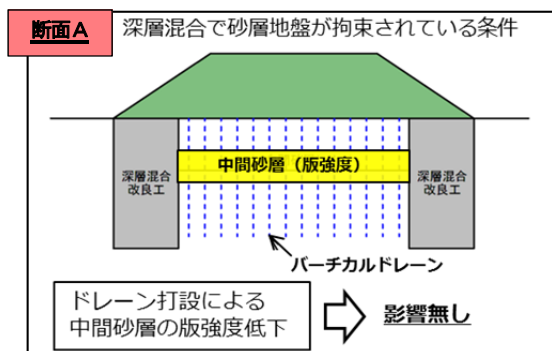 断面A
深層混合で砂層地盤が拘束されている条件
中間砂層（版強度）
深層混合
改良工
深層混合
改良工
バーチカルドレーン
ドレーン打設による
中間砂層の版強度低下
影響無し